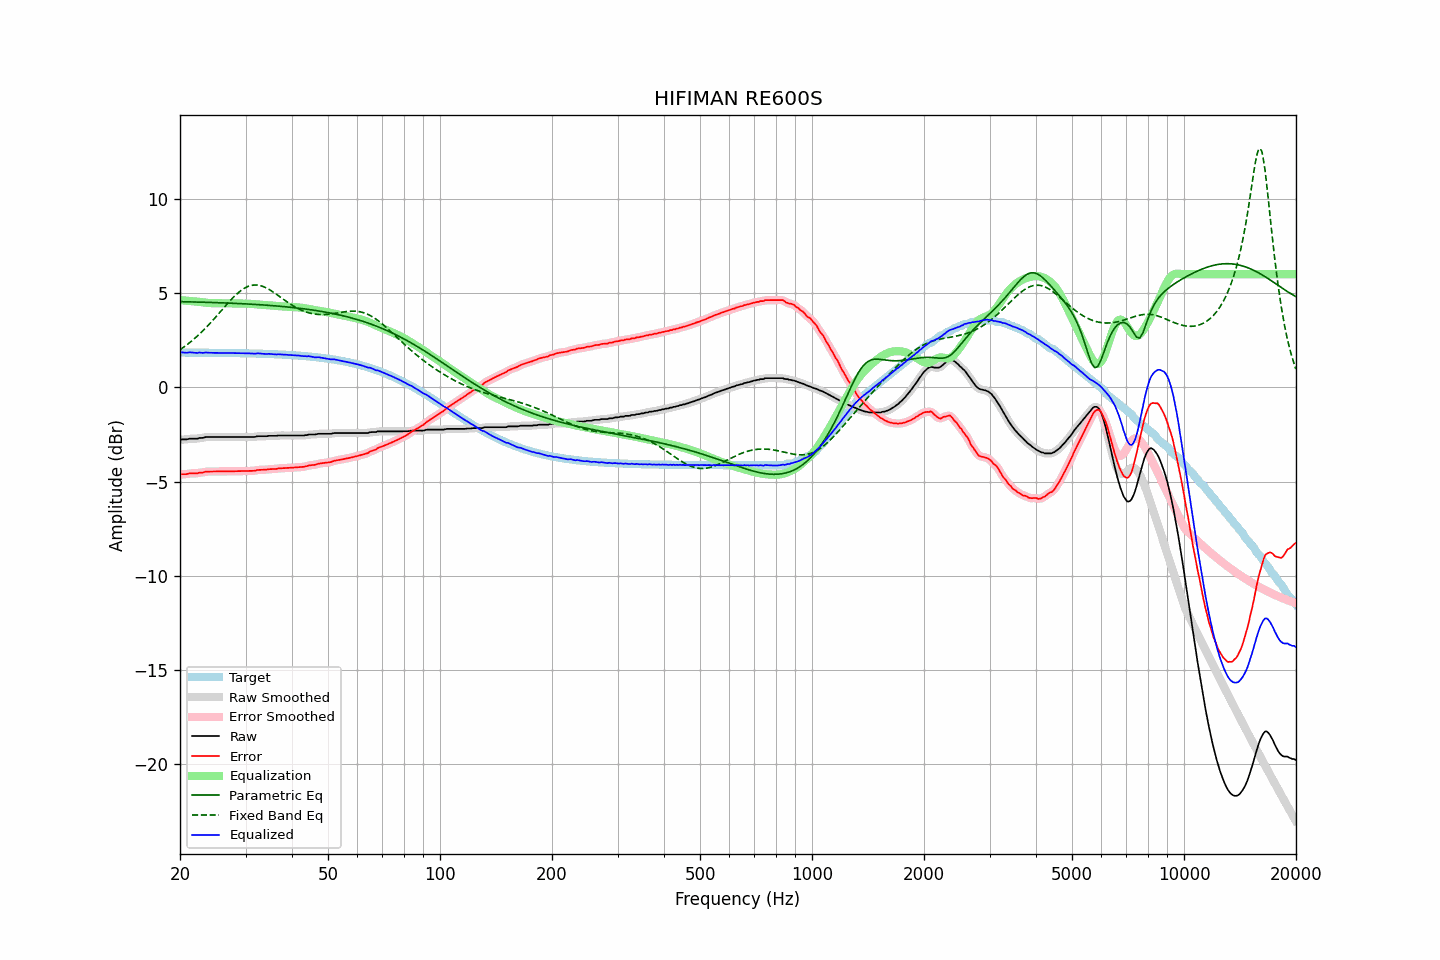 HIFIMAN RE600S
Amplitude (dBr)
10
5
0
−5
−10
−15
−20
Target
Raw Smoothed
Error Smoothed
Raw
Error
Equalization
Parametric Eq
Fixed Band Eq
Equalized
20 50 100 200 500 1000 2000 5000 10000 20000
Frequency (Hz)